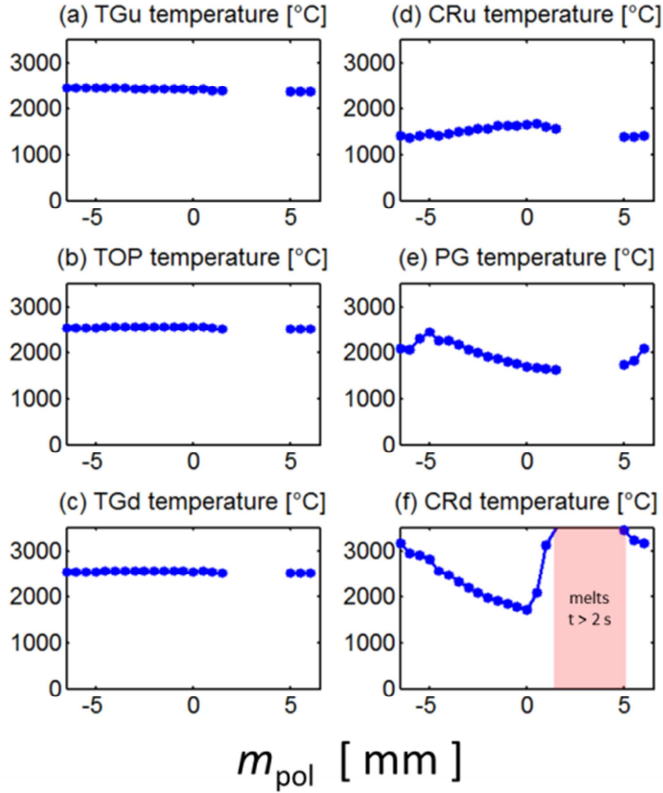 (a) TGu temperature [°C]
3000
2000
1000
0
-5 0 5
(d) CRu temperature [°C]
3000
2000
1000
0
-5 0 5
(b) TOP temperature [°C]
3000
2000
1000
0
-5 0 5
(e) PG temperature [°C]
3000
2000
1000
0
-5 0 5
(c) TGd temperature [°C]
3000
2000
1000
0
-5 0 5
(f) CRd temperature [°C]
3000
2000
1000
0
melts
t > 2 s
-5 0 5
m_pol [ mm ]